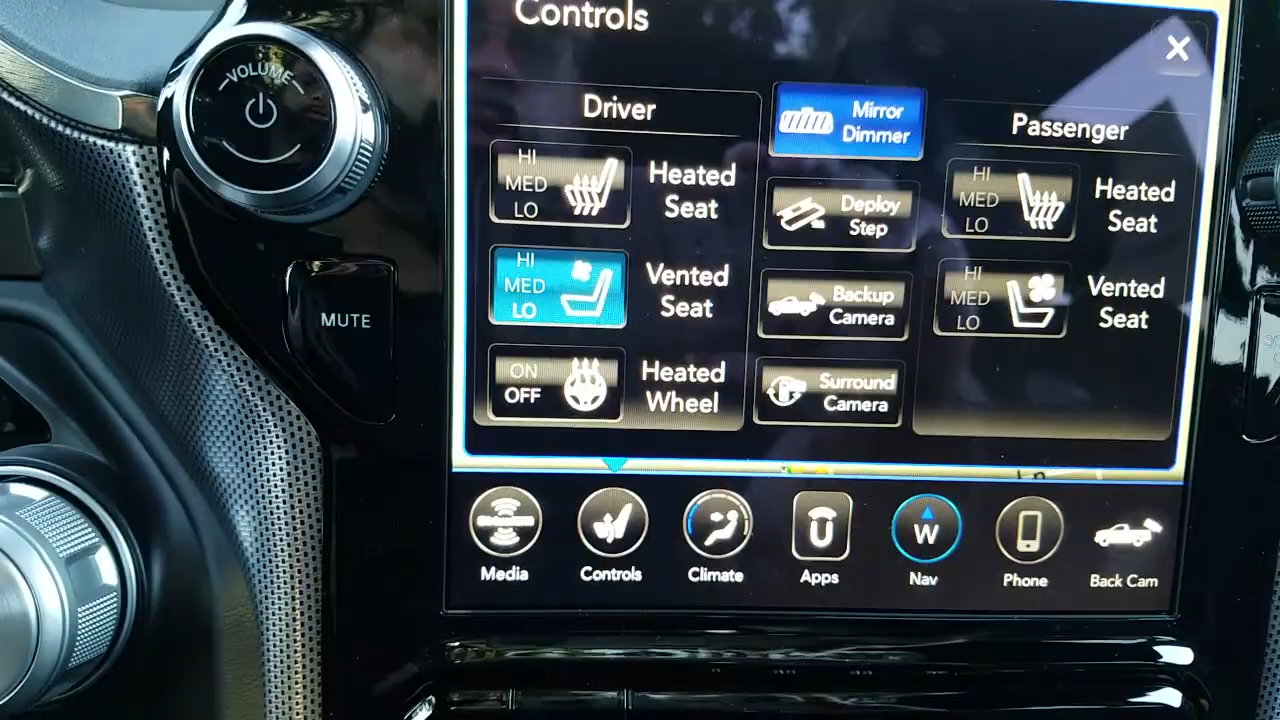 Controls
VOLUME
MUTE
Driver
HI
MED
LO
Heated
Seat
HI
MED
LO
Vented
Seat
ON
OFF
Heated
Wheel
Mirror
Dimmer
Deploy
Step
Backup
Camera
Surround
Camera
Passenger
HI
MED
LO
Heated
Seat
HI
MED
LO
Vented
Seat
Media
Controls
Climate
Apps
W
Nav
Phone
Back Cam